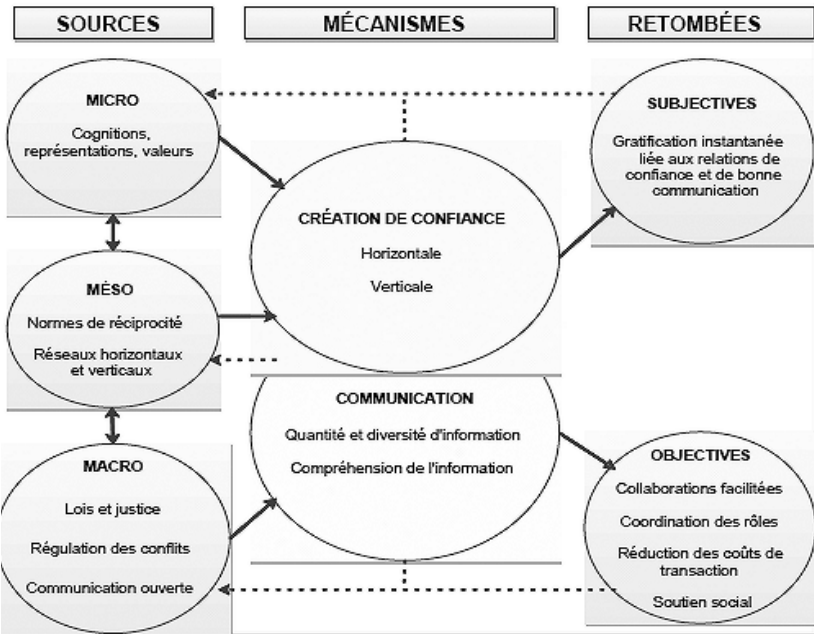 SOURCES
MÉCANISMES
RETOMBÉES
MICRO
Cognitions,
représentations, valeurs
MÉSO
Normes de réciprocité
Réseaux horizontaux
et verticaux
MACRO
Lois et justice
Régulation des conflits
Communication ouverte
CRÉATION DE CONFIANCE
Horizontale
Verticale
COMMUNICATION
Quantité et diversité d'information
Compréhension de l'information
SUBJECTIVES
Gratification instantanée
liée aux relations de
confiance et de bonne
communication
OBJECTIVES
Collaborations facilitées
Coordination des rôles
Réduction des coûts de
transaction
Soutien social